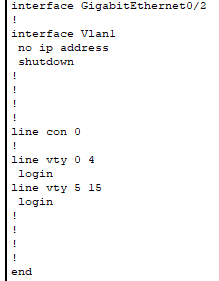 interface GigabitEthernet0/2
!
interface Vlan1
 no ip address
 shutdown
!
!
!
!
line con 0
!
line vty 0 4
 login
line vty 5 15
 login
!
!
!
!
end